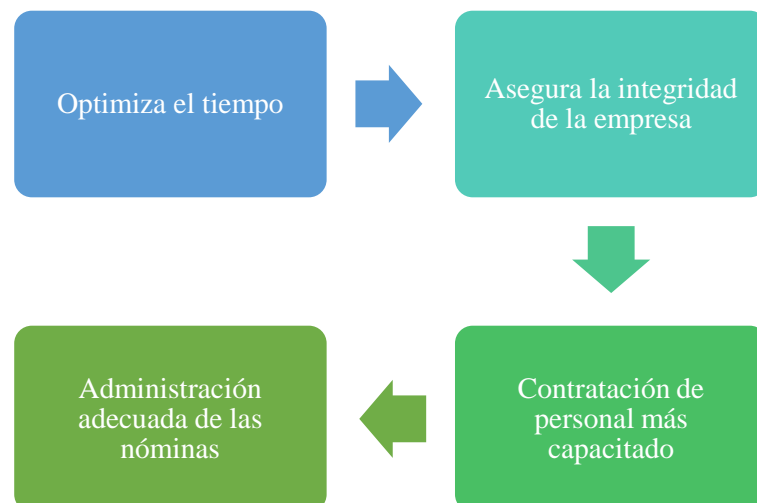 Optimiza el tiempo
Asegura la integridad
de la empresa
Contratación de
personal más
capacitado
Administración
adecuada de las
nóminas